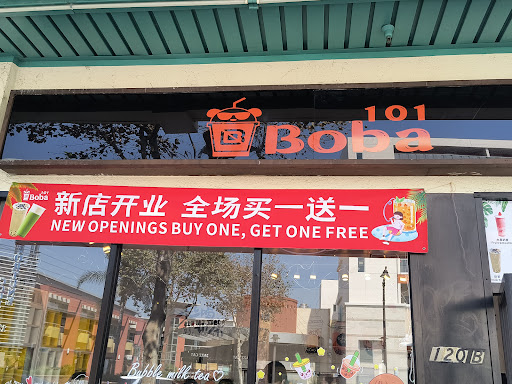 101
Boba
Boba
新店开业 全场买一送一
NEW OPENINGS BUY ONE, GET ONE FREE
120B
Bubble milk tea